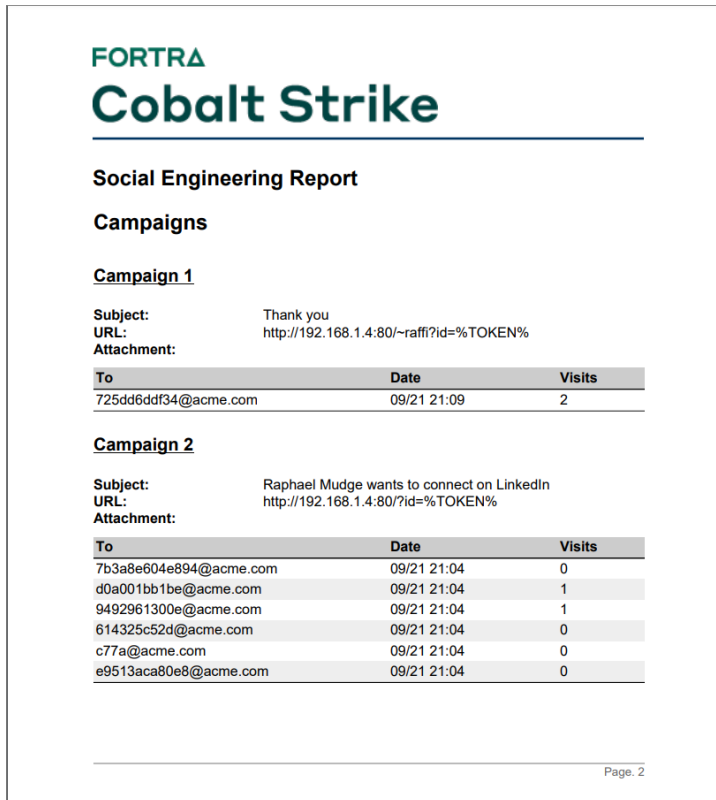 FORTRA
Cobalt Strike
Social Engineering Report
Campaigns
Campaign 1
Subject: Thank you
URL: http://192.168.1.4:80/~raffi?id=%TOKEN%
Attachment:
To Date Visits
725dd6ddf34@acme.com 09/21 21:09 2
Campaign 2
Subject: Raphael Mudge wants to connect on LinkedIn
URL: http://192.168.1.4:80/?id=%TOKEN%
Attachment:
To Date Visits
7b3a8e604e894@acme.com 09/21 21:04 0
d0a001bb1be@acme.com 09/21 21:04 1
9492961300e@acme.com 09/21 21:04 1
614325c52d@acme.com 09/21 21:04 0
c77a@acme.com 09/21 21:04 0
e9513aca80e8@acme.com 09/21 21:04 0
Page. 2